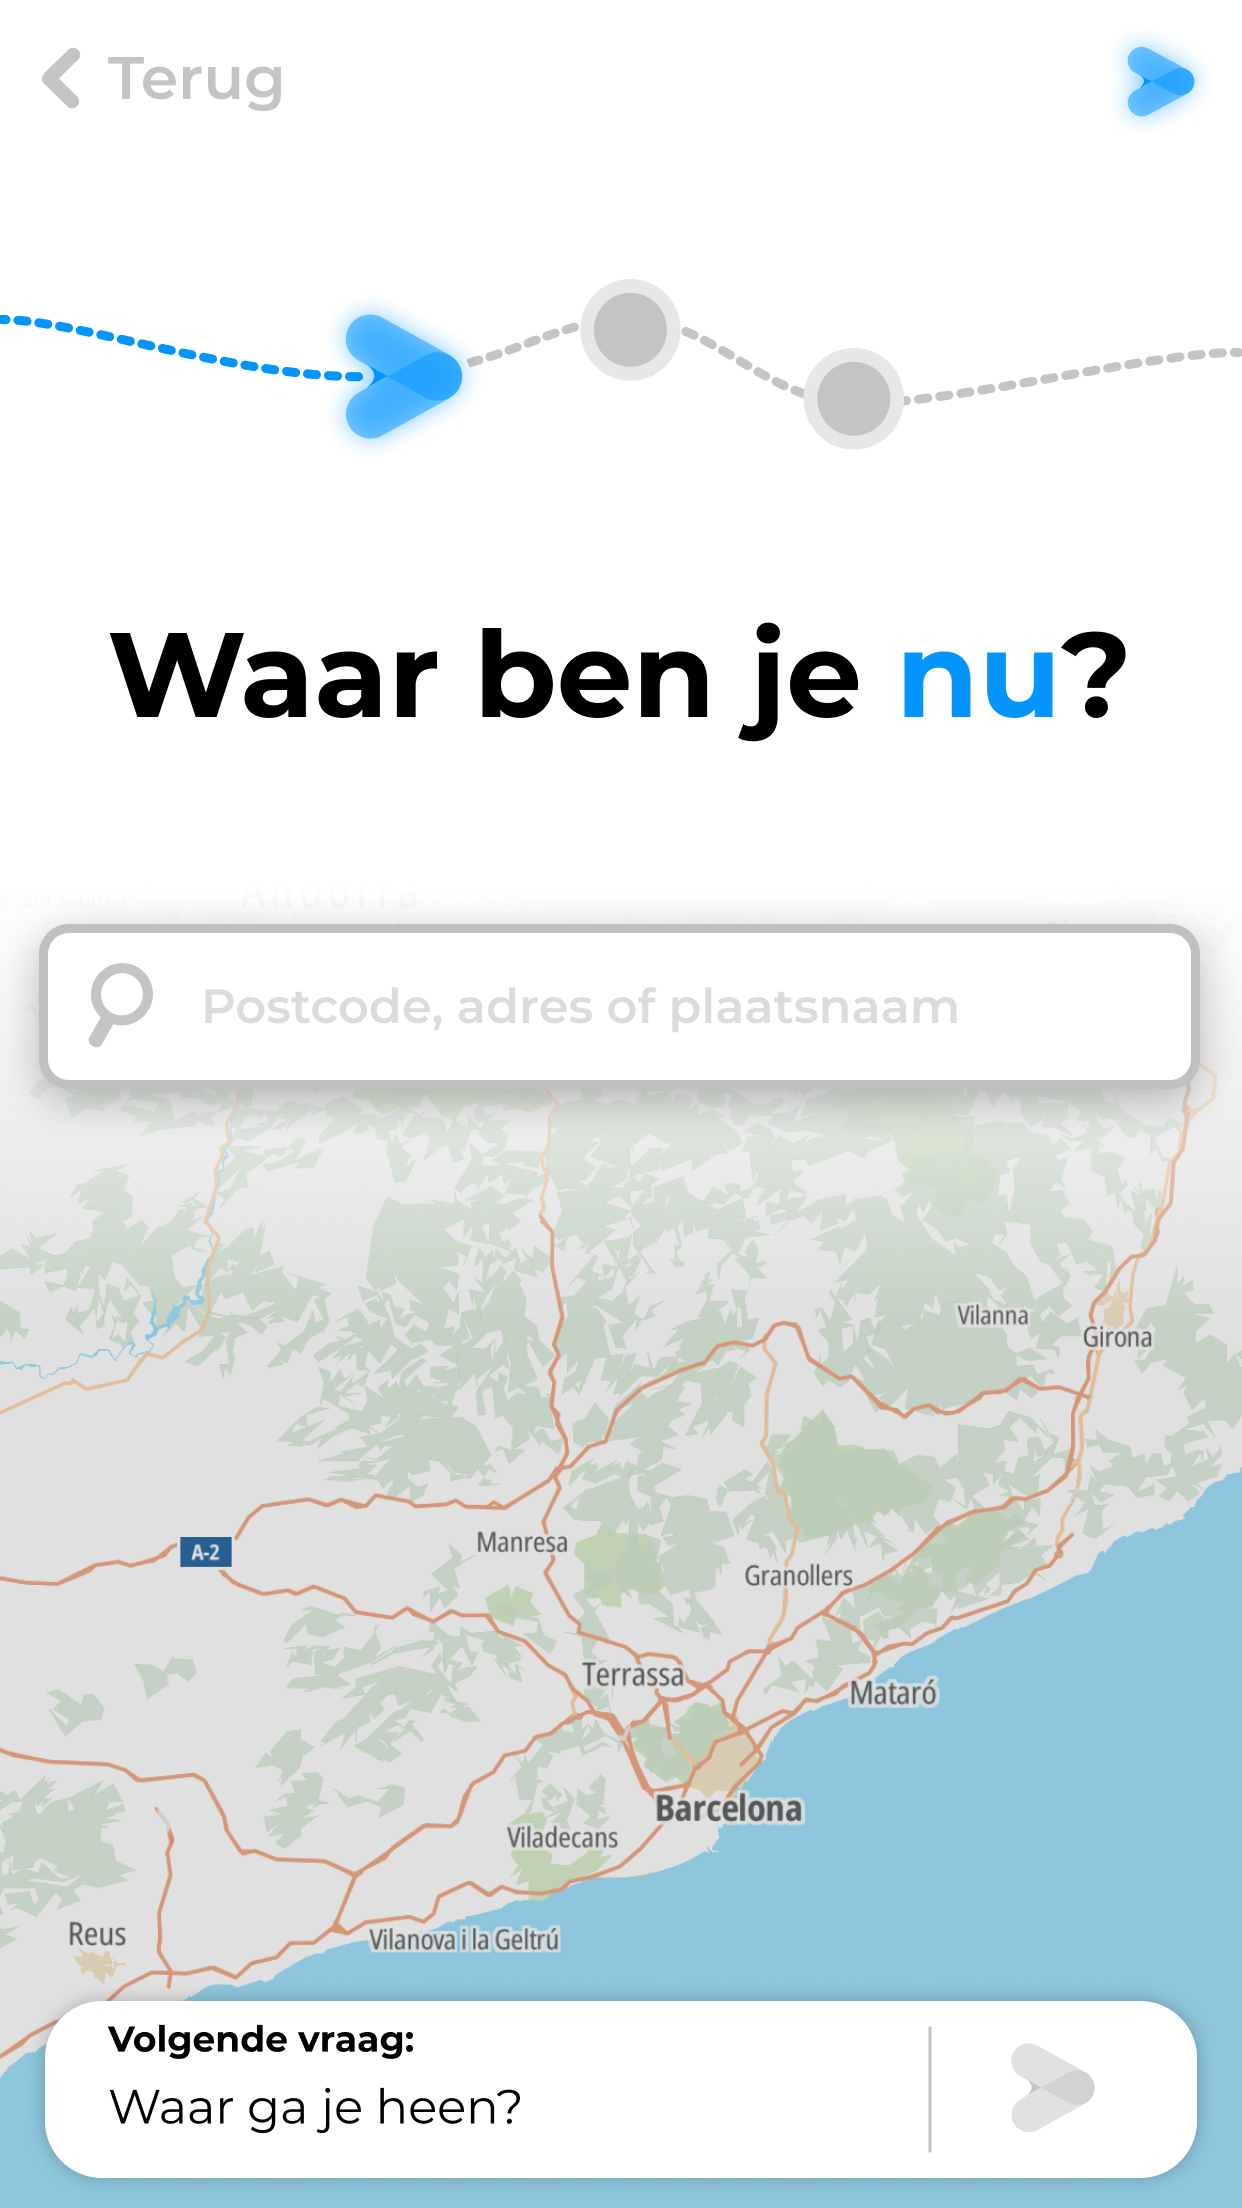 Terug
Waar ben je nu?
Andorra
Postcode, adres of plaatsnaam
Vilanna
Girona
A-2
Manresa
Granollers
Terrassa
Mataró
Barcelona
Viladecans
Reus
Vilanova i la Geltrú
Volgende vraag:
Waar ga je heen?